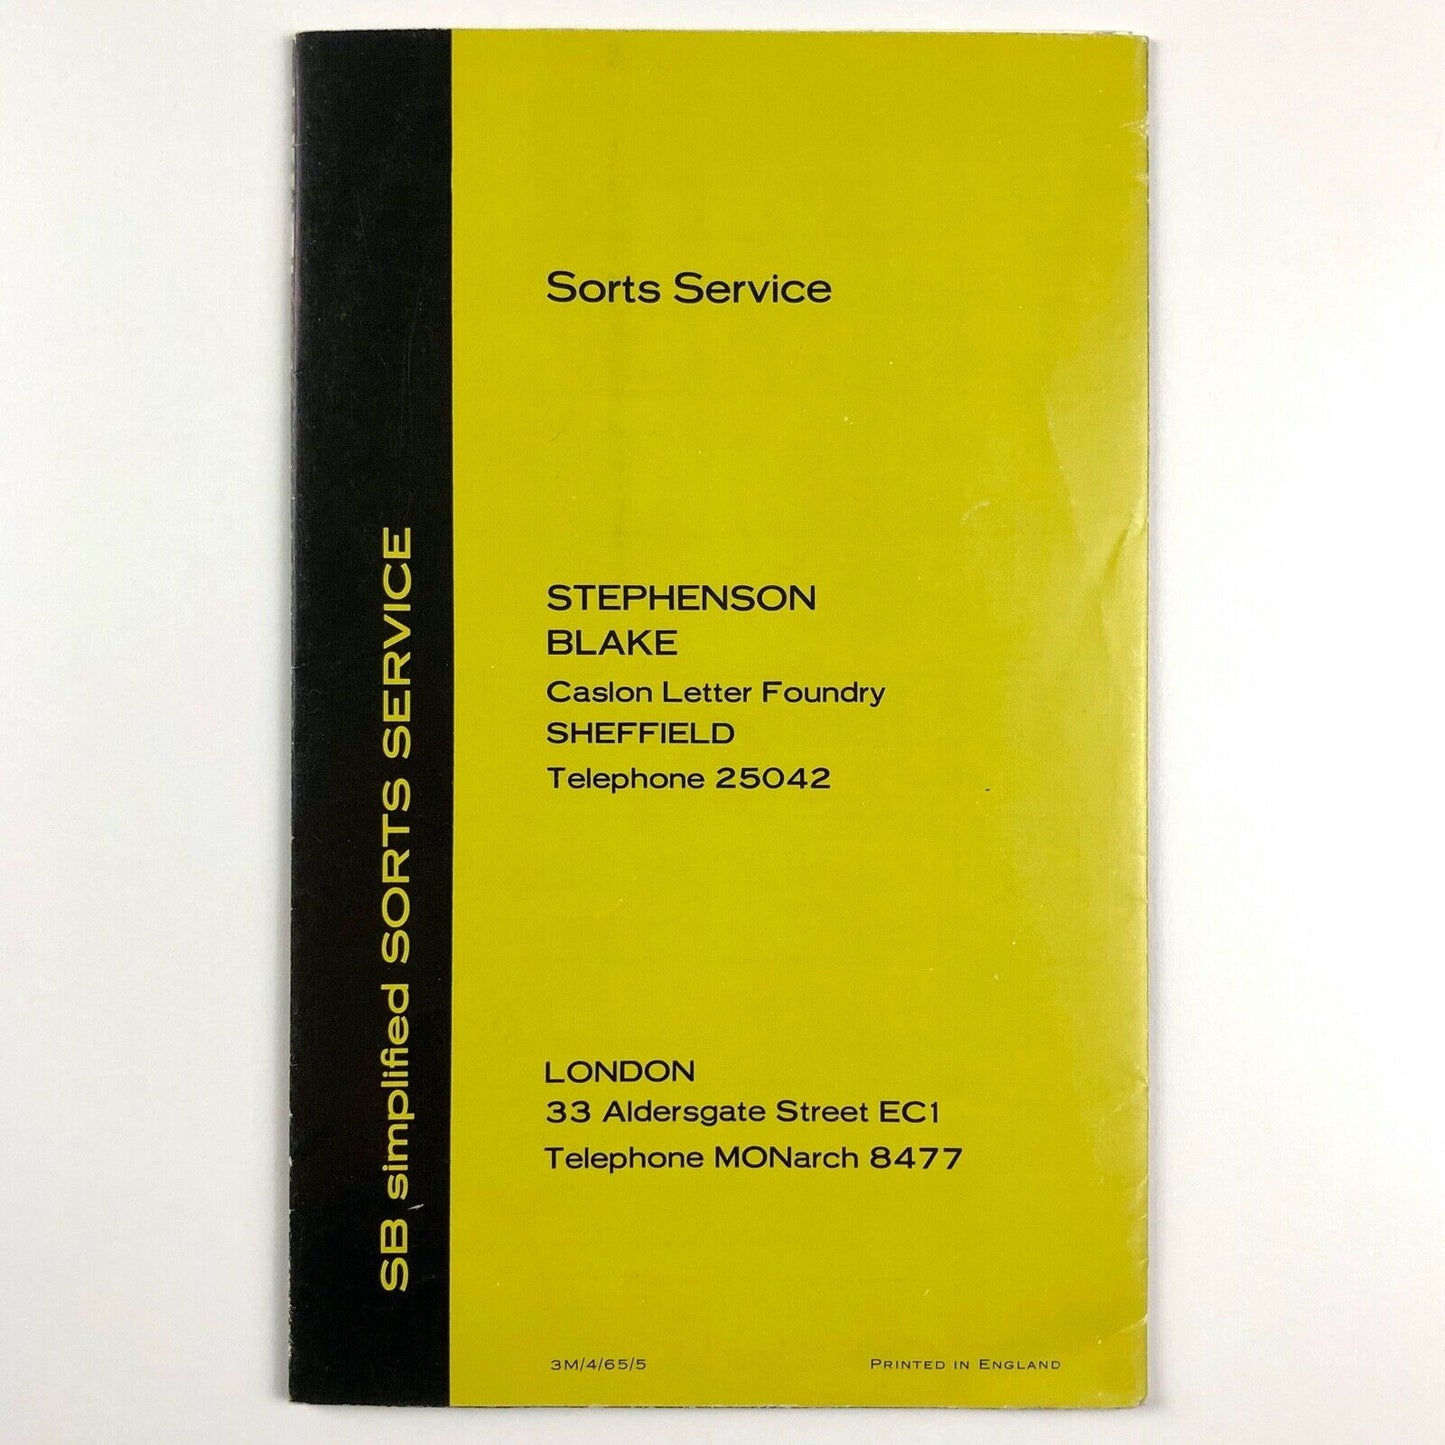 SB simplified SORTS SERVICE
Sorts Service
STEPHENSON
BLAKE
Caslon Letter Foundry
SHEFFIELD
Telephone 25042
LONDON
33 Aldersgate Street EC1
Telephone MONarch 8477
3M/4/65/5
PRINTED IN ENGLAND